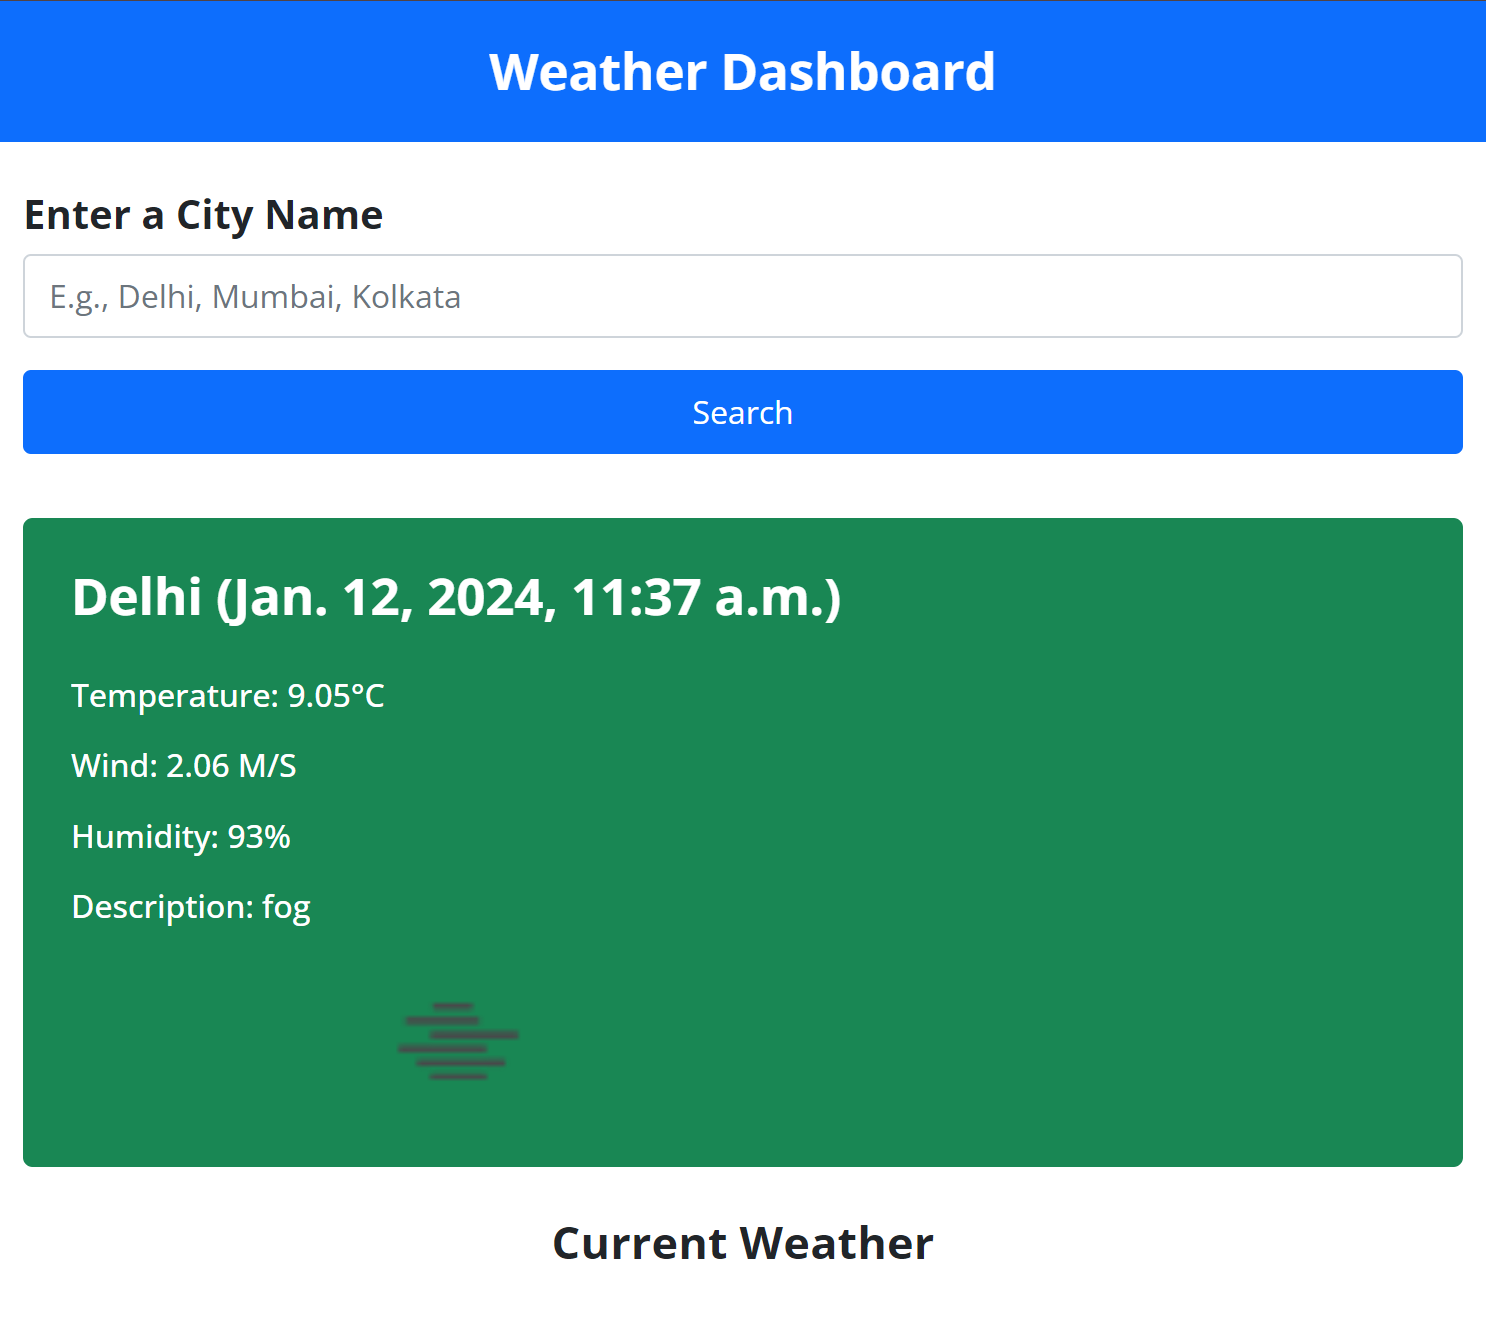 Weather Dashboard
Enter a City Name
E.g., Delhi, Mumbai, Kolkata
Search
Delhi (Jan. 12, 2024, 11:37 a.m.)
Temperature: 9.05°C
Wind: 2.06 M/S
Humidity: 93%
Description: fog
Current Weather